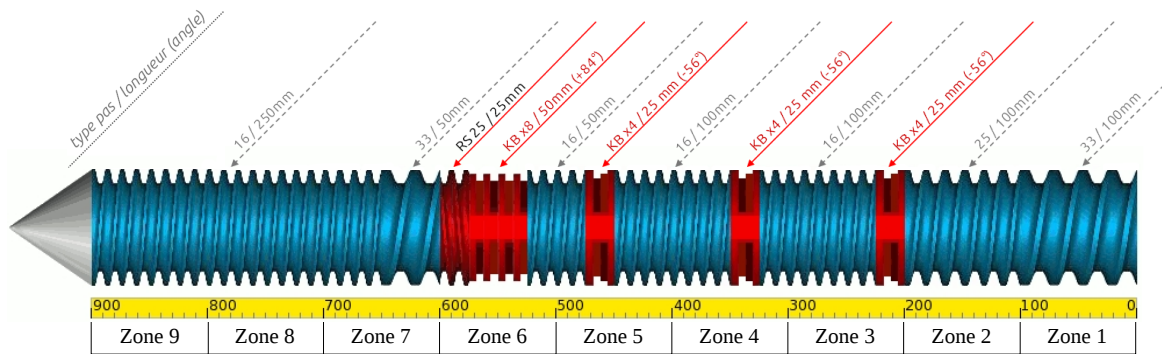 type pas / longueur (angle)
16 / 250mm
33 / 50mm
RS 25 / 25mm
KB x8 / 50mm (+84°)
16 / 50mm
KB x4 / 25 mm (-56°)
16 / 100mm
KB x4 / 25 mm (-56°)
16 / 100mm
KB x4 / 25 mm (-56°)
25 / 100mm
33 / 100mm
900 800 700 600 500 400 300 200 100 0
Zone 9 Zone 8 Zone 7 Zone 6 Zone 5 Zone 4 Zone 3 Zone 2 Zone 1